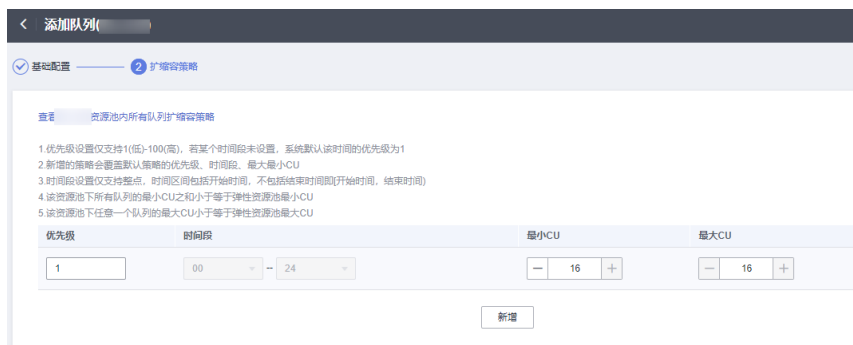 添加队列(
基础配置 2 扩缩容策略
查看 资源池内所有队列扩缩容策略
1.优先级设置仅支持1(低)-100(高)，若某个时间段未设置，系统默认该时间的优先级为1
2.新增的策略会覆盖默认策略的优先级、时间段、最大最小CU
3.时间段设置仅支持整点，时间区间包括开始时间，不包括结束时间即[开始时间，结束时间)
4.该资源池下所有队列的最小CU之和小于等于弹性资源池最小CU
5.该资源池下任意一个队列的最大CU小于等于弹性资源池最大CU
优先级 时间段 最小CU 最大CU
1 00 -- 24 — 16 + — 16 +
新增